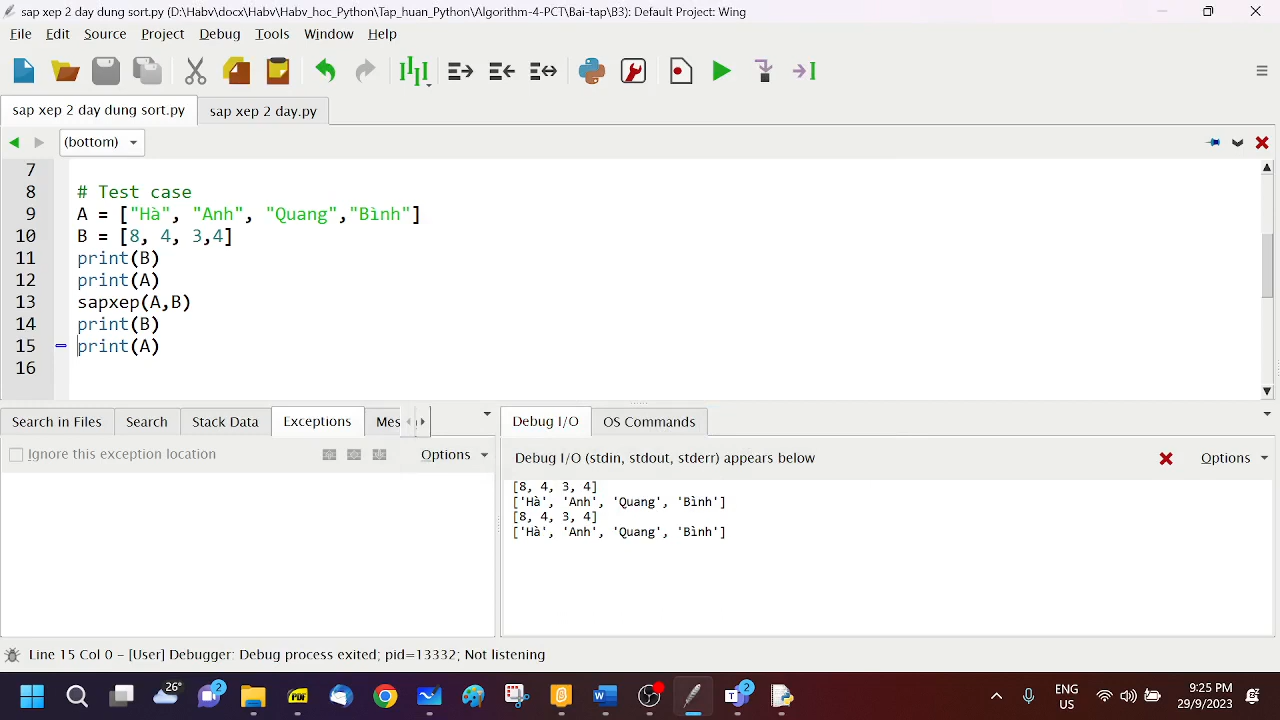 sap xep 2 day dung sort.py (D:\Habv\docx\Habv\Habv_hoc_Python\Tap_huan_Python\Algorithm-4-PCT\Bai-tap\B3): Default Project: Wing
File Edit Source Project Debug Tools Window Help
sap xep 2 day dung sort.py sap xep 2 day.py
(bottom)
7
8 # Test case
9 A = ["Hà", "Anh", "Quang","Bình"]
10 B = [8, 4, 3,4]
11 print(B)
12 print(A)
13 sapxep(A,B)
14 print(B)
15 print(A)
16
Search in Files Search Stack Data Exceptions Mes Debug I/O OS Commands
Ignore this exception location Options Debug I/O (stdin, stdout, stderr) appears below Options
[8, 4, 3, 4]
['Hà', 'Anh', 'Quang', 'Bình']
[8, 4, 3, 4]
['Hà', 'Anh', 'Quang', 'Bình']
Line 15 Col 0 – [User] Debugger: Debug process exited; pid=13332; Not listening
26° 2 PDF 2 ENG US 9:25 PM 29/9/2023